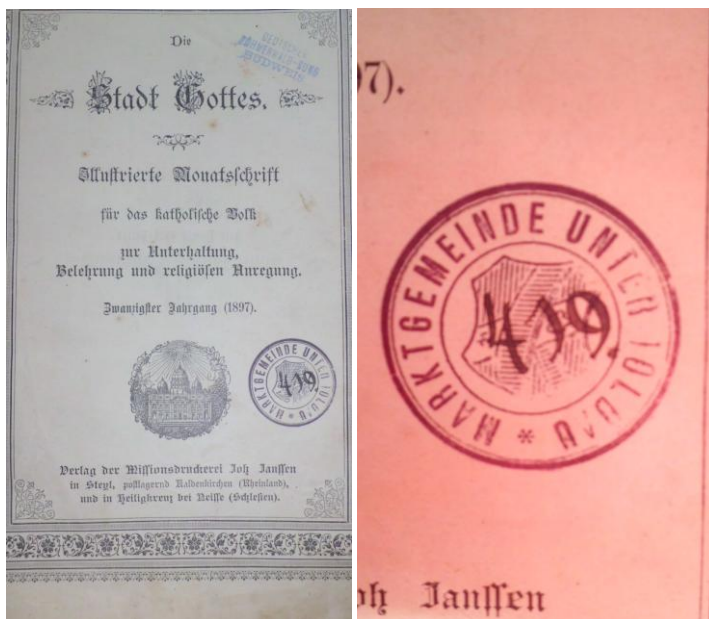 BUDWEIS
Die
Stadt Gottes.
Illustrierte Monatsschrift
für das katholische Volk
zur Unterhaltung,
Belehrung und religiösen Anregung.
Zwanzigster Jahrgang (1897).
MARKTGEMEINDE UNTER
419
Verlag der Missionsdruckerei Joh Janssen
in Steyl, postlagernd Kaldenkirchen (Rheinland),
und in Heiligkreuz bei Neisse (Schlesien).
97).
MARKTGEMEINDE UNTER
419.
Janssen